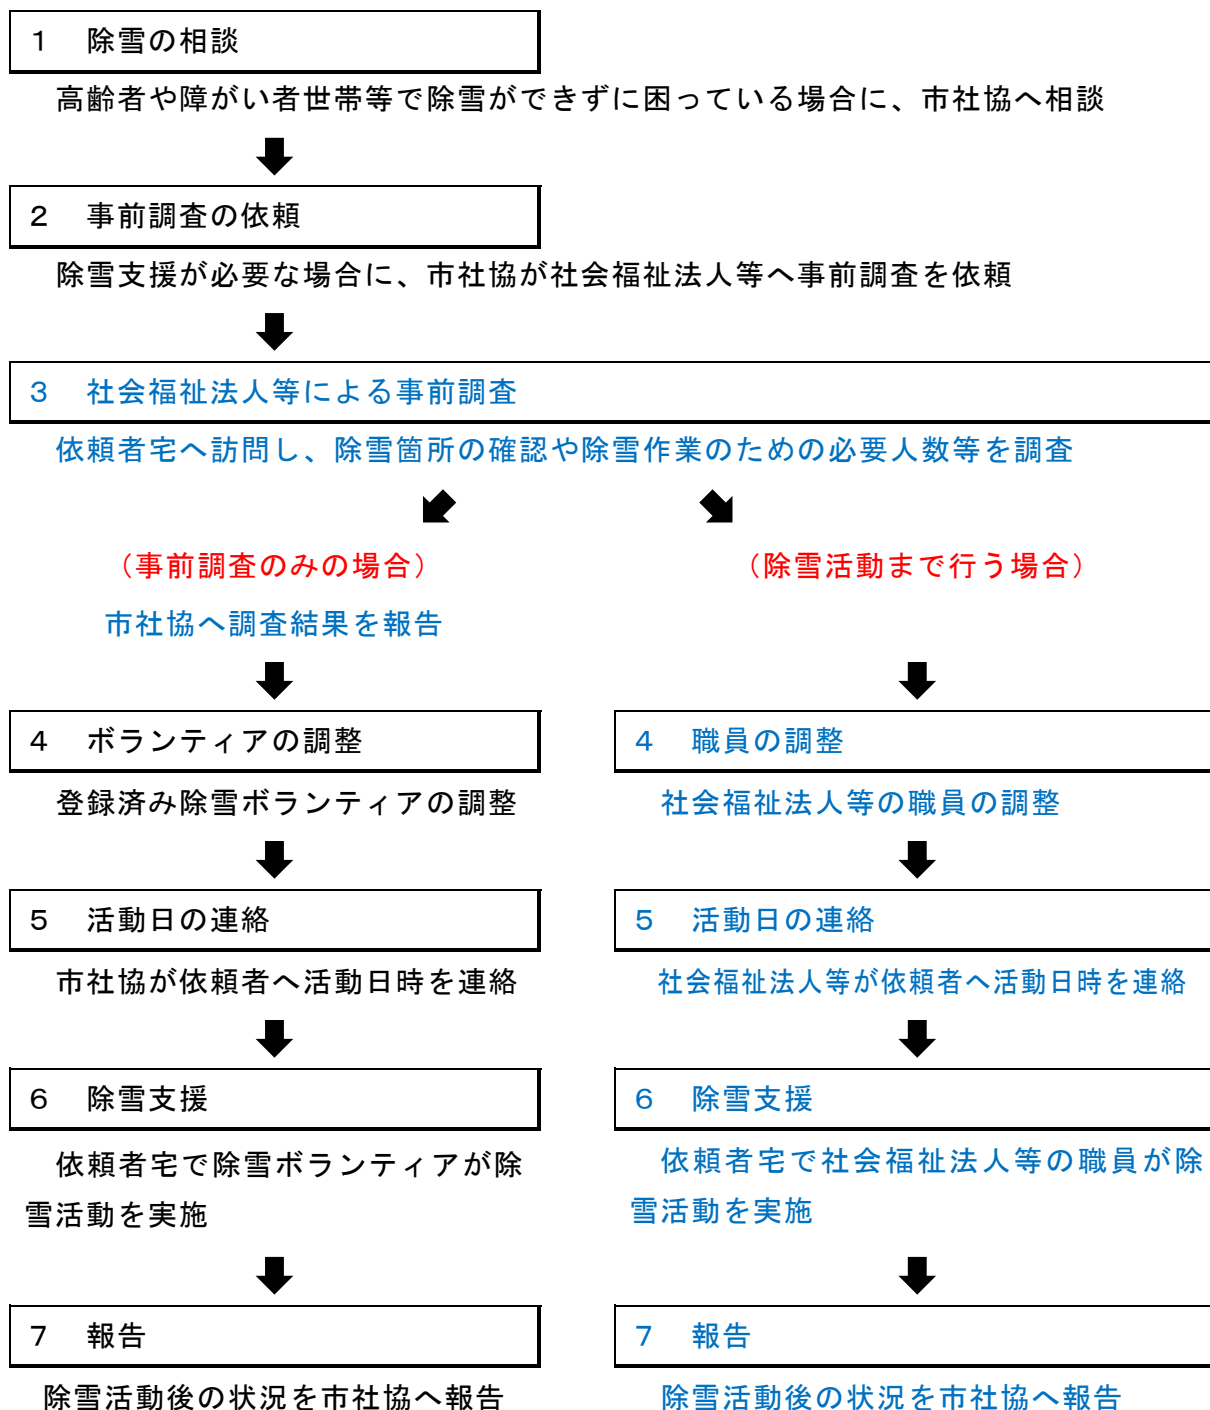 １　除雪の相談
高齢者や障がい者世帯等で除雪ができずに困っている場合に、市社協へ相談
２　事前調査の依頼
除雪支援が必要な場合に、市社協が社会福祉法人等へ事前調査を依頼
３　社会福祉法人等による事前調査
依頼者宅へ訪問し、除雪箇所の確認や除雪作業のための必要人数等を調査
（事前調査のみの場合）
市社協へ調査結果を報告
４　ボランティアの調整
登録済み除雪ボランティアの調整
５　活動日の連絡
市社協が依頼者へ活動日時を連絡
６　除雪支援
依頼者宅で除雪ボランティアが除
雪活動を実施
７　報告
除雪活動後の状況を市社協へ報告
（除雪活動まで行う場合）
４　職員の調整
社会福祉法人等の職員の調整
５　活動日の連絡
社会福祉法人等が依頼者へ活動日時を連絡
６　除雪支援
依頼者宅で社会福祉法人等の職員が除
雪活動を実施
７　報告
除雪活動後の状況を市社協へ報告